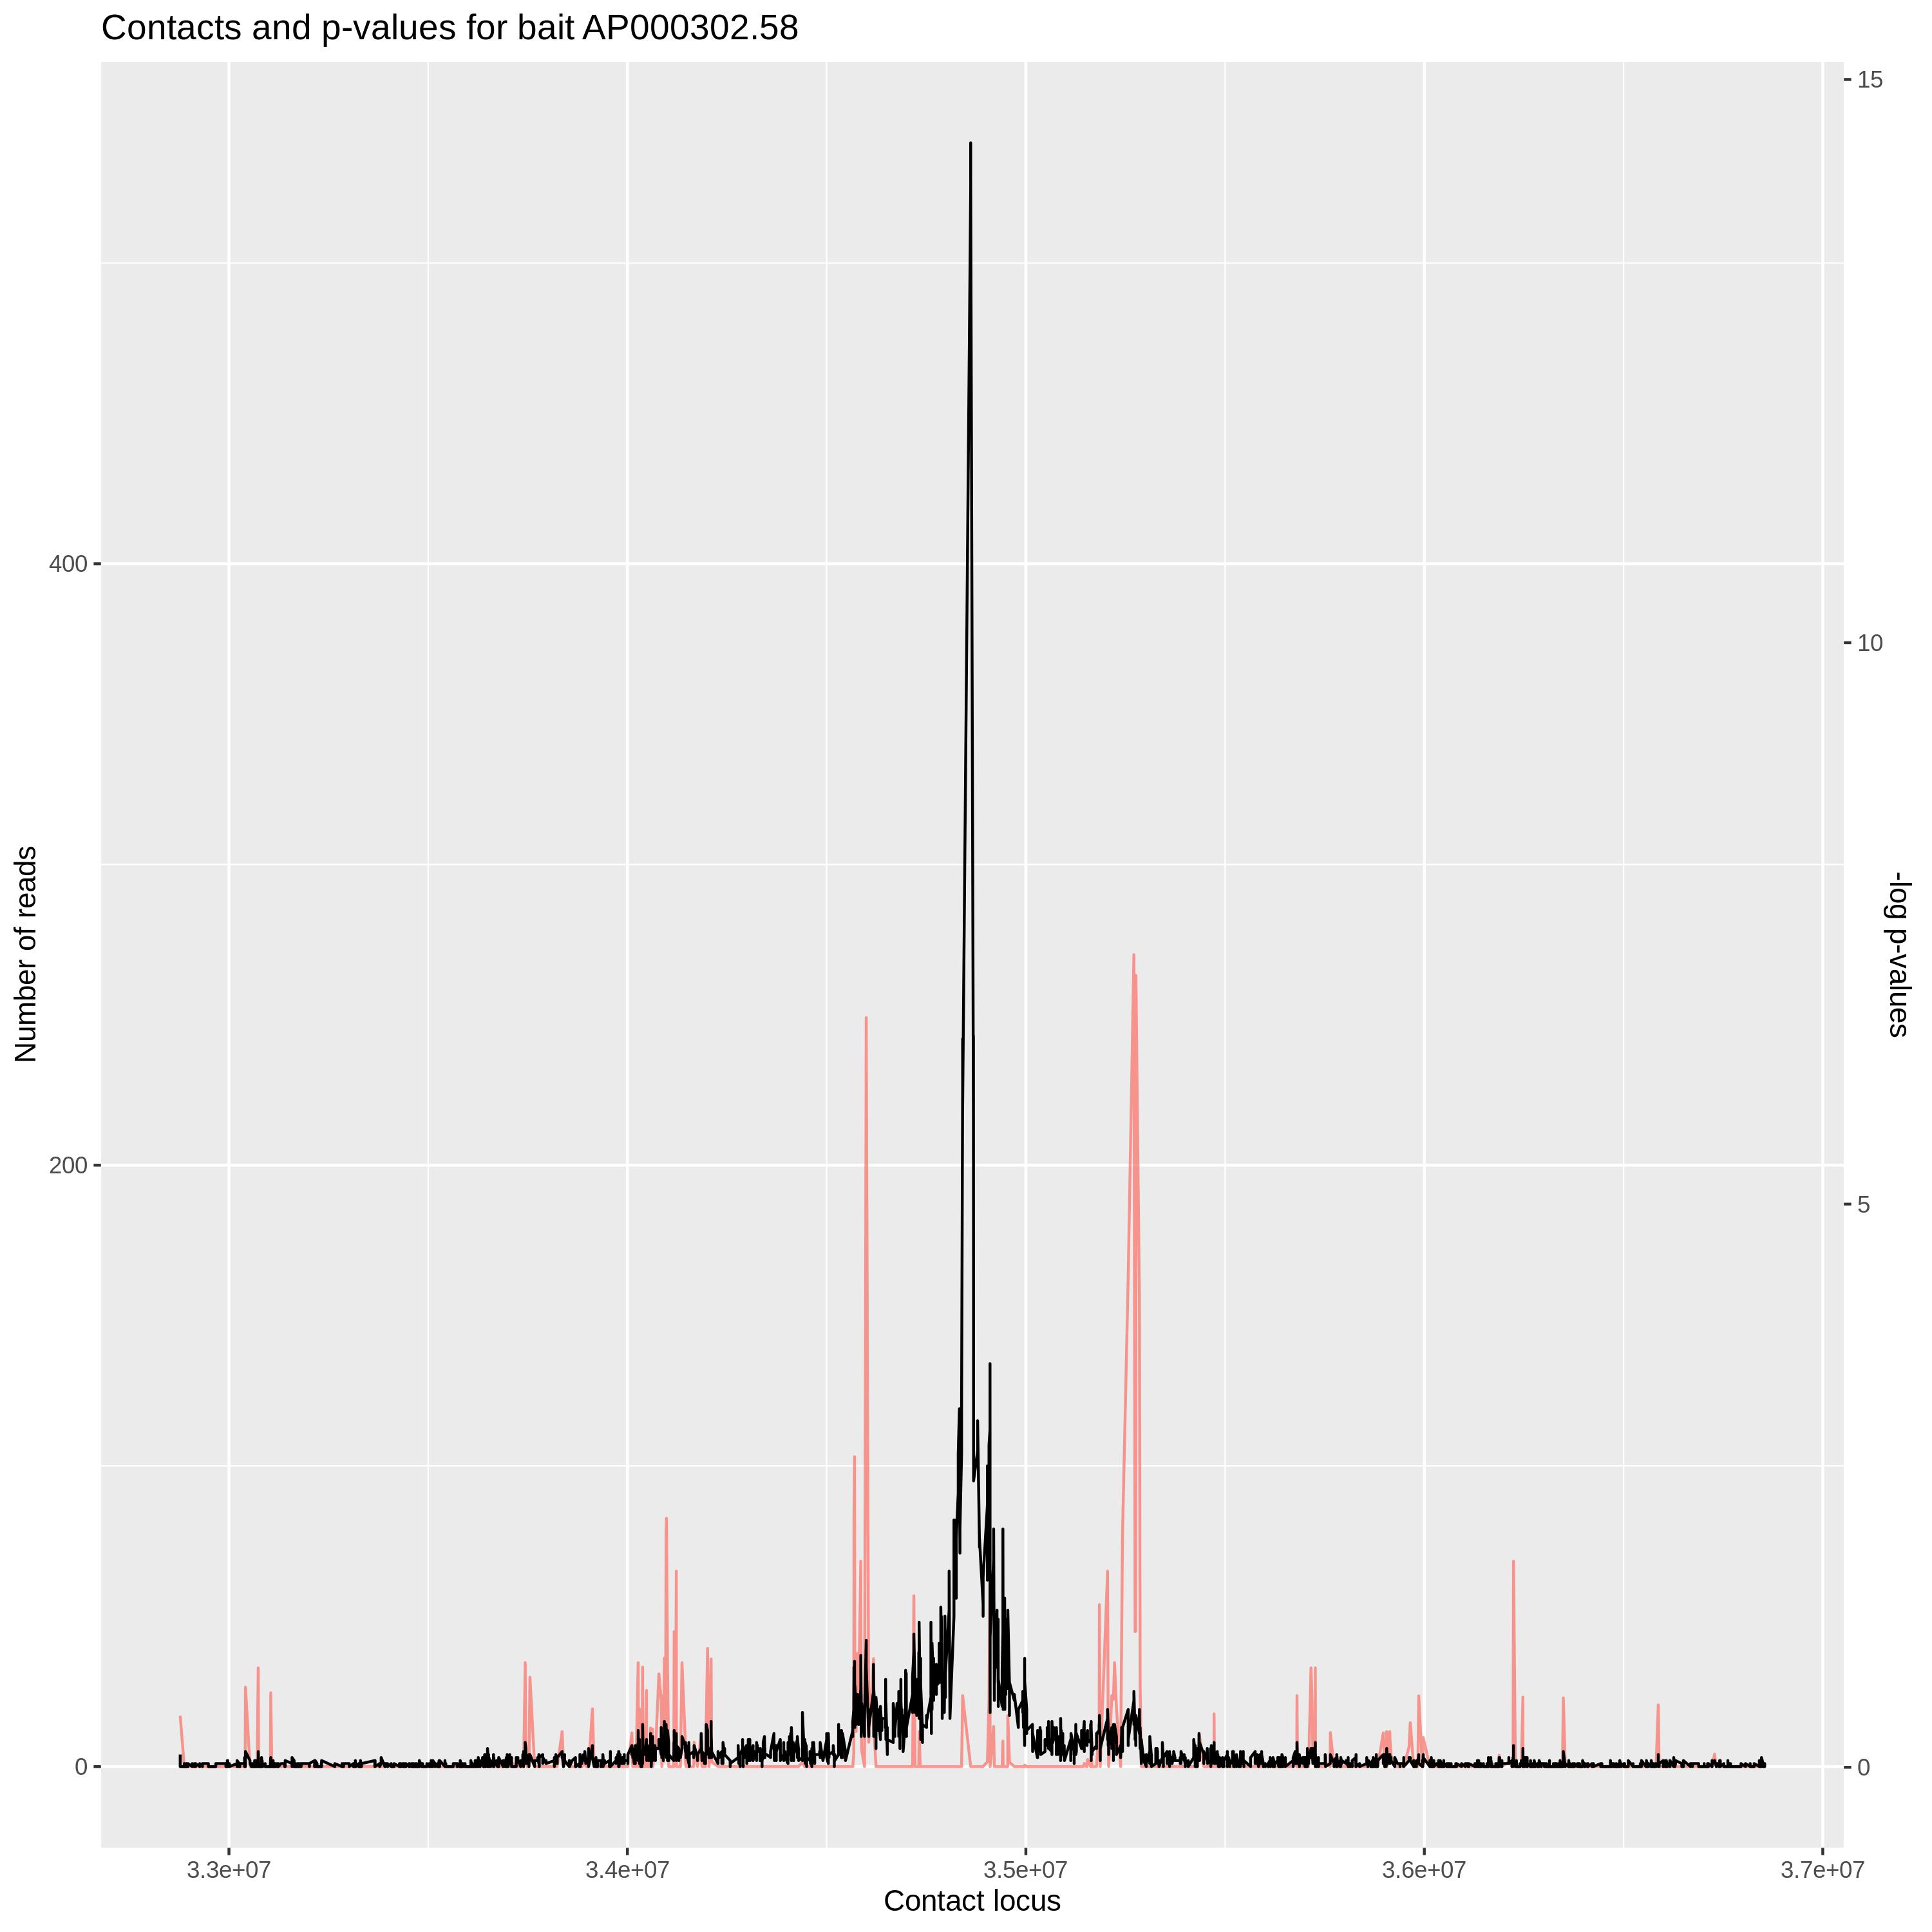 Contacts and p-values for bait AP000302.58
15
400
10
Number of reads
-log p-values
200
5
0
0
3.3e+07
3.4e+07
3.5e+07
3.6e+07
3.7e+07
Contact locus